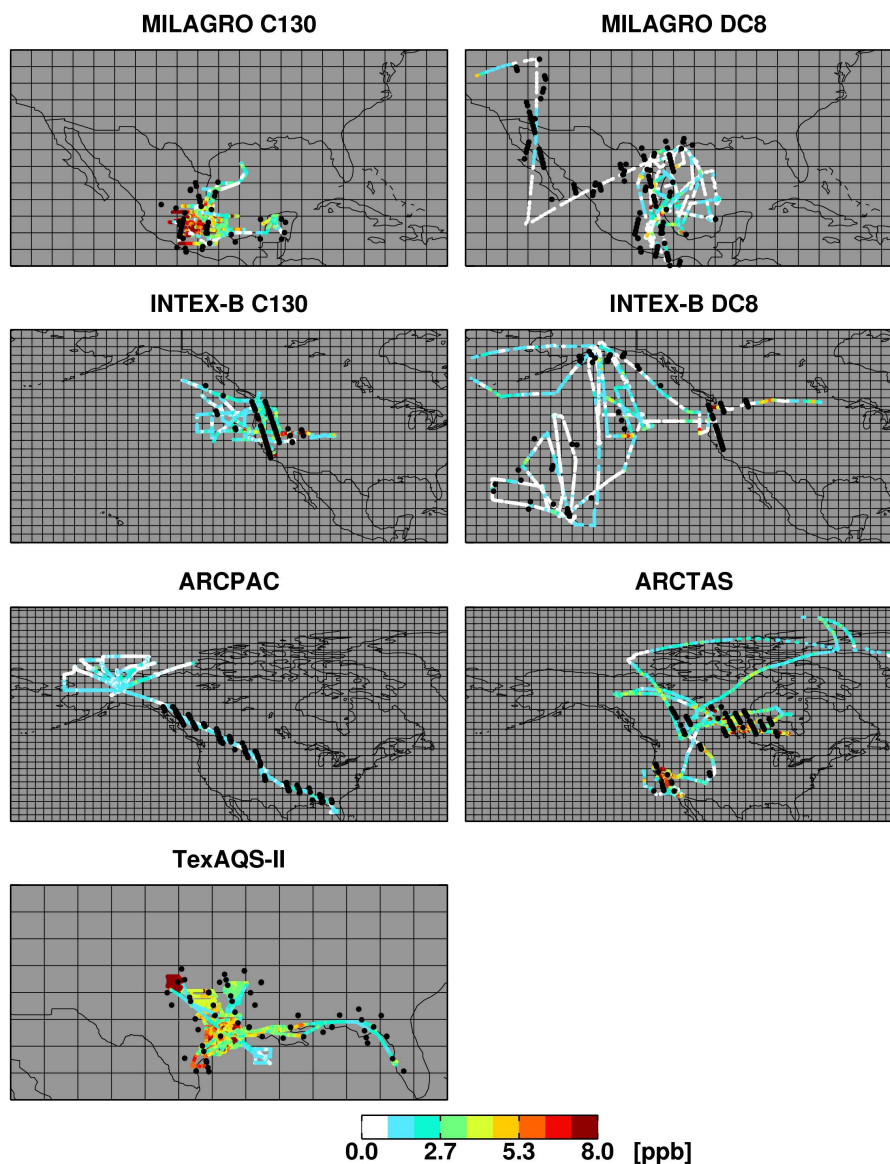 MILAGRO C130
MILAGRO DC8
INTEX-B C130
INTEX-B DC8
ARCPAC
ARCTAS
TexAQS-II
0.0 2.7 5.3 8.0 [ppb]